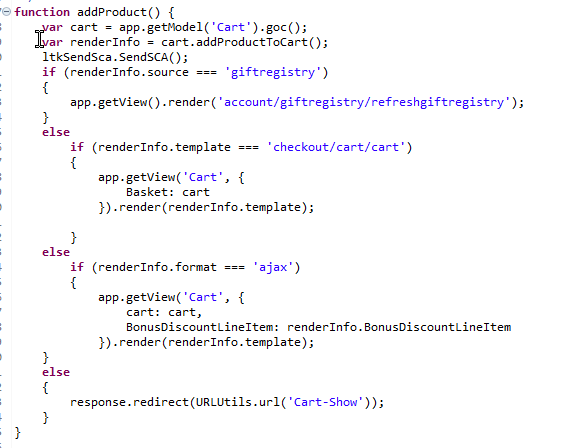 function addProduct() {
    var cart = app.getModel('Cart').goc();
    var renderInfo = cart.addProductToCart();
    ltkSendSca.SendSCA();
    if (renderInfo.source === 'giftregistry')
    {
        app.getView().render('account/giftregistry/refreshgiftregistry');
    }
    else
        if (renderInfo.template === 'checkout/cart/cart')
        {
            app.getView('Cart', {
                Basket: cart
            }).render(renderInfo.template);
        }
    else
        if (renderInfo.format === 'ajax')
        {
            app.getView('Cart', {
                cart: cart,
                BonusDiscountLineItem: renderInfo.BonusDiscountLineItem
            }).render(renderInfo.template);
    }
    else
    {
        response.redirect(URLUtils.url('Cart-Show'));
    }
}